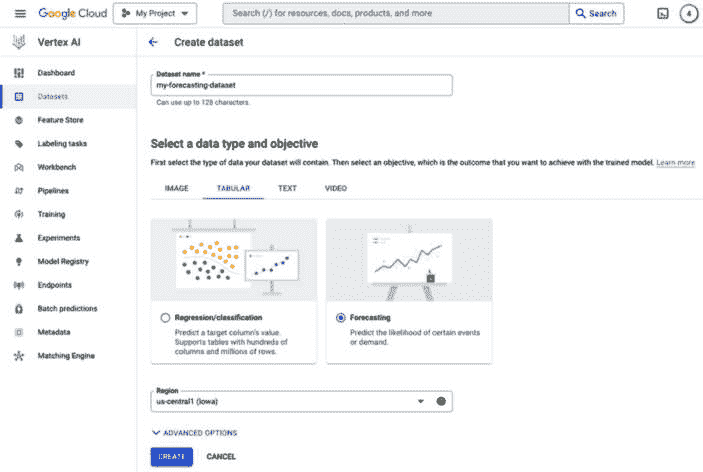 Google Cloud
My Project
Search (/) for resources, docs, products, and more
Search
4
Vertex AI
Create dataset
Dashboard
Datasets
Feature Store
Labeling tasks
Workbench
Pipelines
Training
Experiments
Model Registry
Endpoints
Batch predictions
Metadata
Matching Engine
Dataset name *
my-forecasting-dataset
Can use up to 128 characters.
Select a data type and objective
First select the type of data your dataset will contain. Then select an objective, which is the outcome that you want to achieve with the trained model. Learn more
IMAGE
TABULAR
TEXT
VIDEO
Regression/classification
Predict a target column's value.
Supports tables with hundreds of
columns and millions of rows.
Forecasting
Predict the likelihood of certain events
or demand.
Region
us-central1 (Iowa)
ADVANCED OPTIONS
CREATE
CANCEL